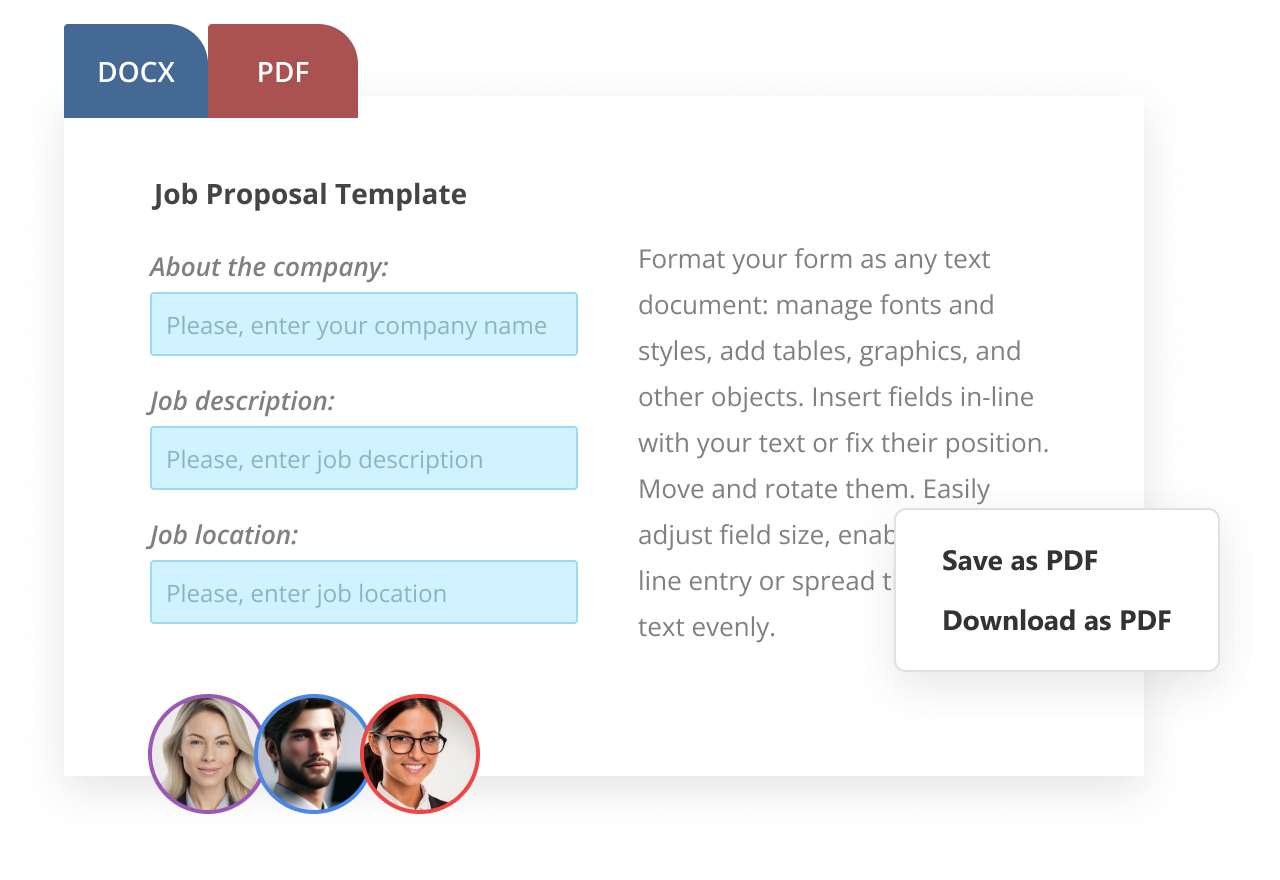 DOCX
PDF
Job Proposal Template
About the company:
Please, enter your company name
Job description:
Please, enter job description
Job location:
Please, enter job location
Format your form as any text
document: manage fonts and
styles, add tables, graphics, and
other objects. Insert fields in-line
with your text or fix their position.
Move and rotate them. Easily
adjust field size,
line entry or spread
text evenly.
Save as PDF
Download as PDF